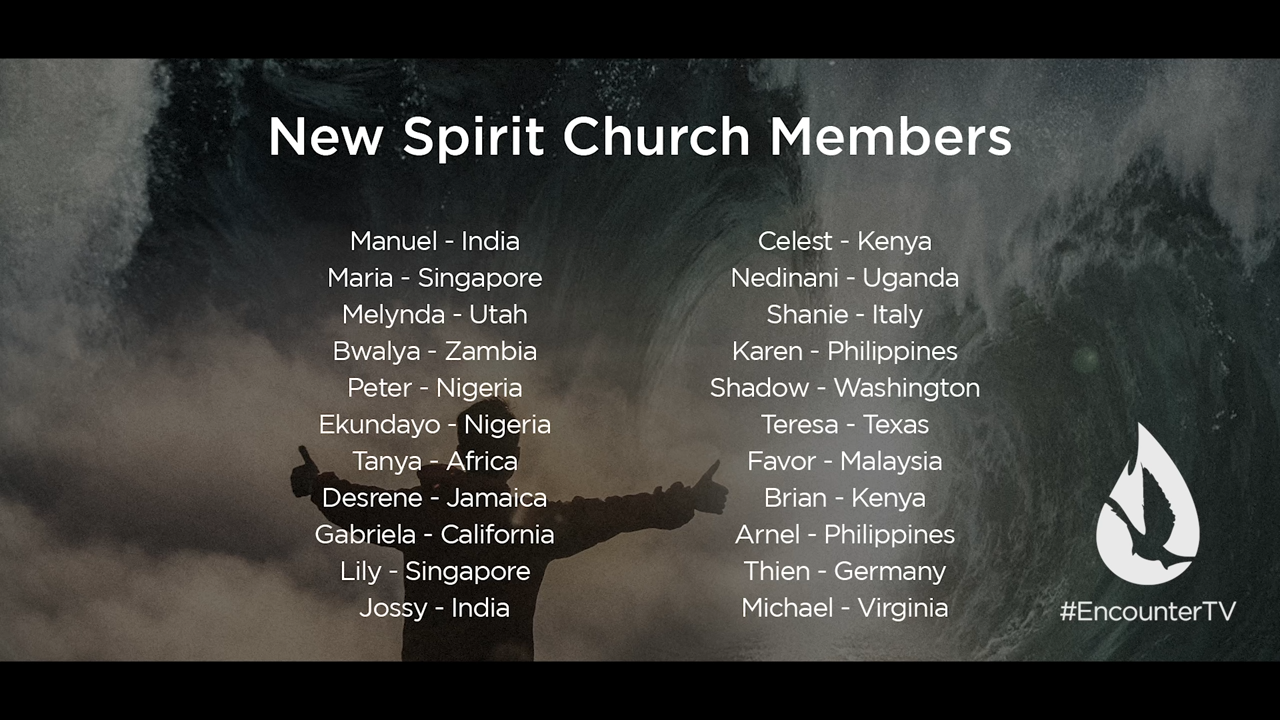 New Spirit Church Members
Manuel - India
Maria - Singapore
Melynda - Utah
Bwalya - Zambia
Peter - Nigeria
Ekundayo - Nigeria
Tanya - Africa
Desrene - Jamaica
Gabriela - California
Lily - Singapore
Jossy - India
Celest - Kenya
Nedinani - Uganda
Shanie - Italy
Karen - Philippines
Shadow - Washington
Teresa - Texas
Favor - Malaysia
Brian - Kenya
Arnel - Philippines
Thien - Germany
Michael - Virginia
#EncounterTV